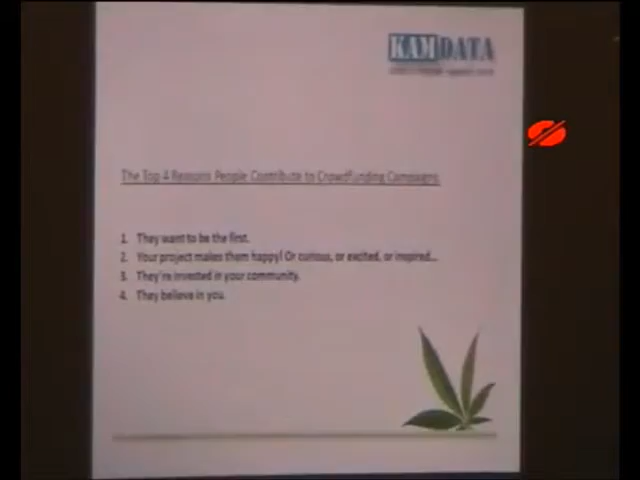 KAMDATA
The Top 4 Reasons People Contribute to Crowdfunding Campaigns
1. They want to be the first.
2. Your project makes them happy! Or curious, or excited, or inspired...
3. They're invested in your community.
4. They believe in you.